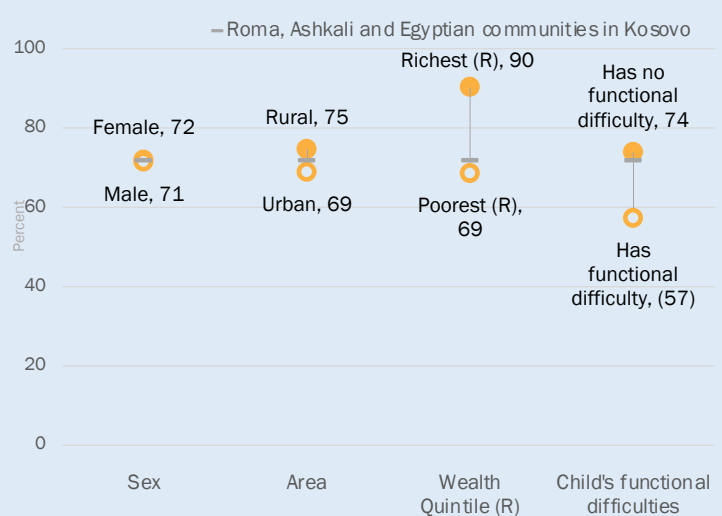 Roma, Ashkali and Egyptian communities in Kosovo
100
80
60
40
20
0
Percent
Female, 72
Male, 71
Rural, 75
Urban, 69
Richest (R), 90
Poorest (R),
69
Has no
functional
difficulty, 74
Has
functional
difficulty, (57)
Sex
Area
Wealth
Quintile (R)
Child's functional
difficulties